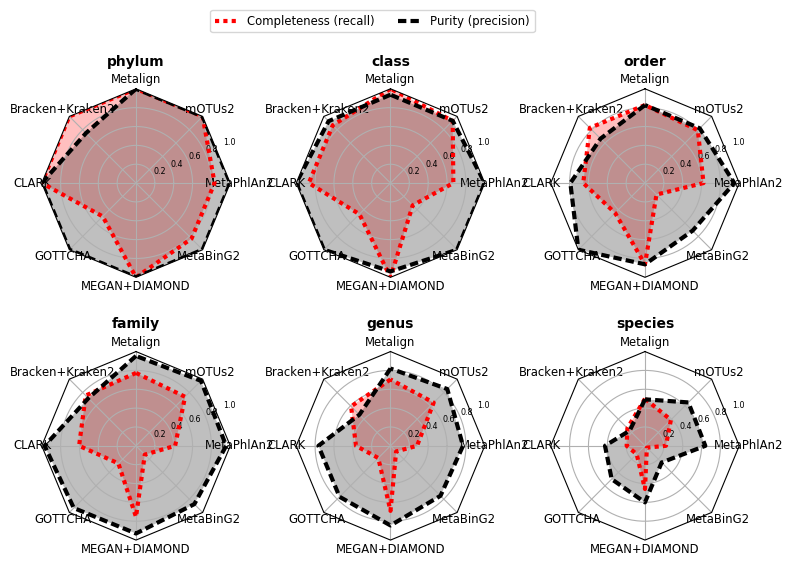 Completeness (recall) Purity (precision)
phylum class order
Metalign Metalign Metalign
Bracken+Kraken2 mOTUs2 Bracken+Kraken2 mOTUs2 Bracken+Kraken2 mOTUs2
0.2 0.4 0.6 0.8 1.0 0.2 0.4 0.6 0.8 1.0 0.2 0.4 0.6 0.8 1.0
CLARK MetaPhlAn2 CLARK MetaPhlAn2 CLARK MetaPhlAn2
GOTTCHA MetaBinG2 GOTTCHA MetaBinG2 GOTTCHA MetaBinG2
MEGAN+DIAMOND MEGAN+DIAMOND MEGAN+DIAMOND
family genus species
Metalign Metalign Metalign
Bracken+Kraken2 mOTUs2 Bracken+Kraken2 mOTUs2 Bracken+Kraken2 mOTUs2
0.2 0.4 0.6 0.8 1.0 0.2 0.4 0.6 0.8 1.0 0.2 0.4 0.6 0.8 1.0
CLARK MetaPhlAn2 CLARK MetaPhlAn2 CLARK MetaPhlAn2
GOTTCHA MetaBinG2 GOTTCHA MetaBinG2 GOTTCHA MetaBinG2
MEGAN+DIAMOND MEGAN+DIAMOND MEGAN+DIAMOND